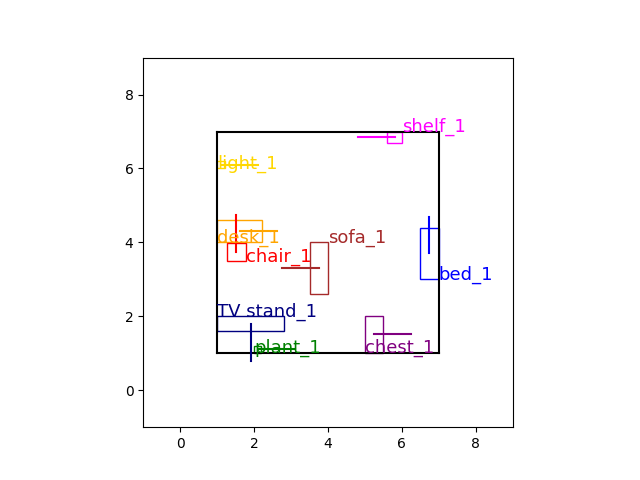 8
shelf_1
6
light_1
4
desk_1
sofa_1
chair_1
bed_1
2
TV stand_1
plant_1
chest_1
0
0 2 4 6 8